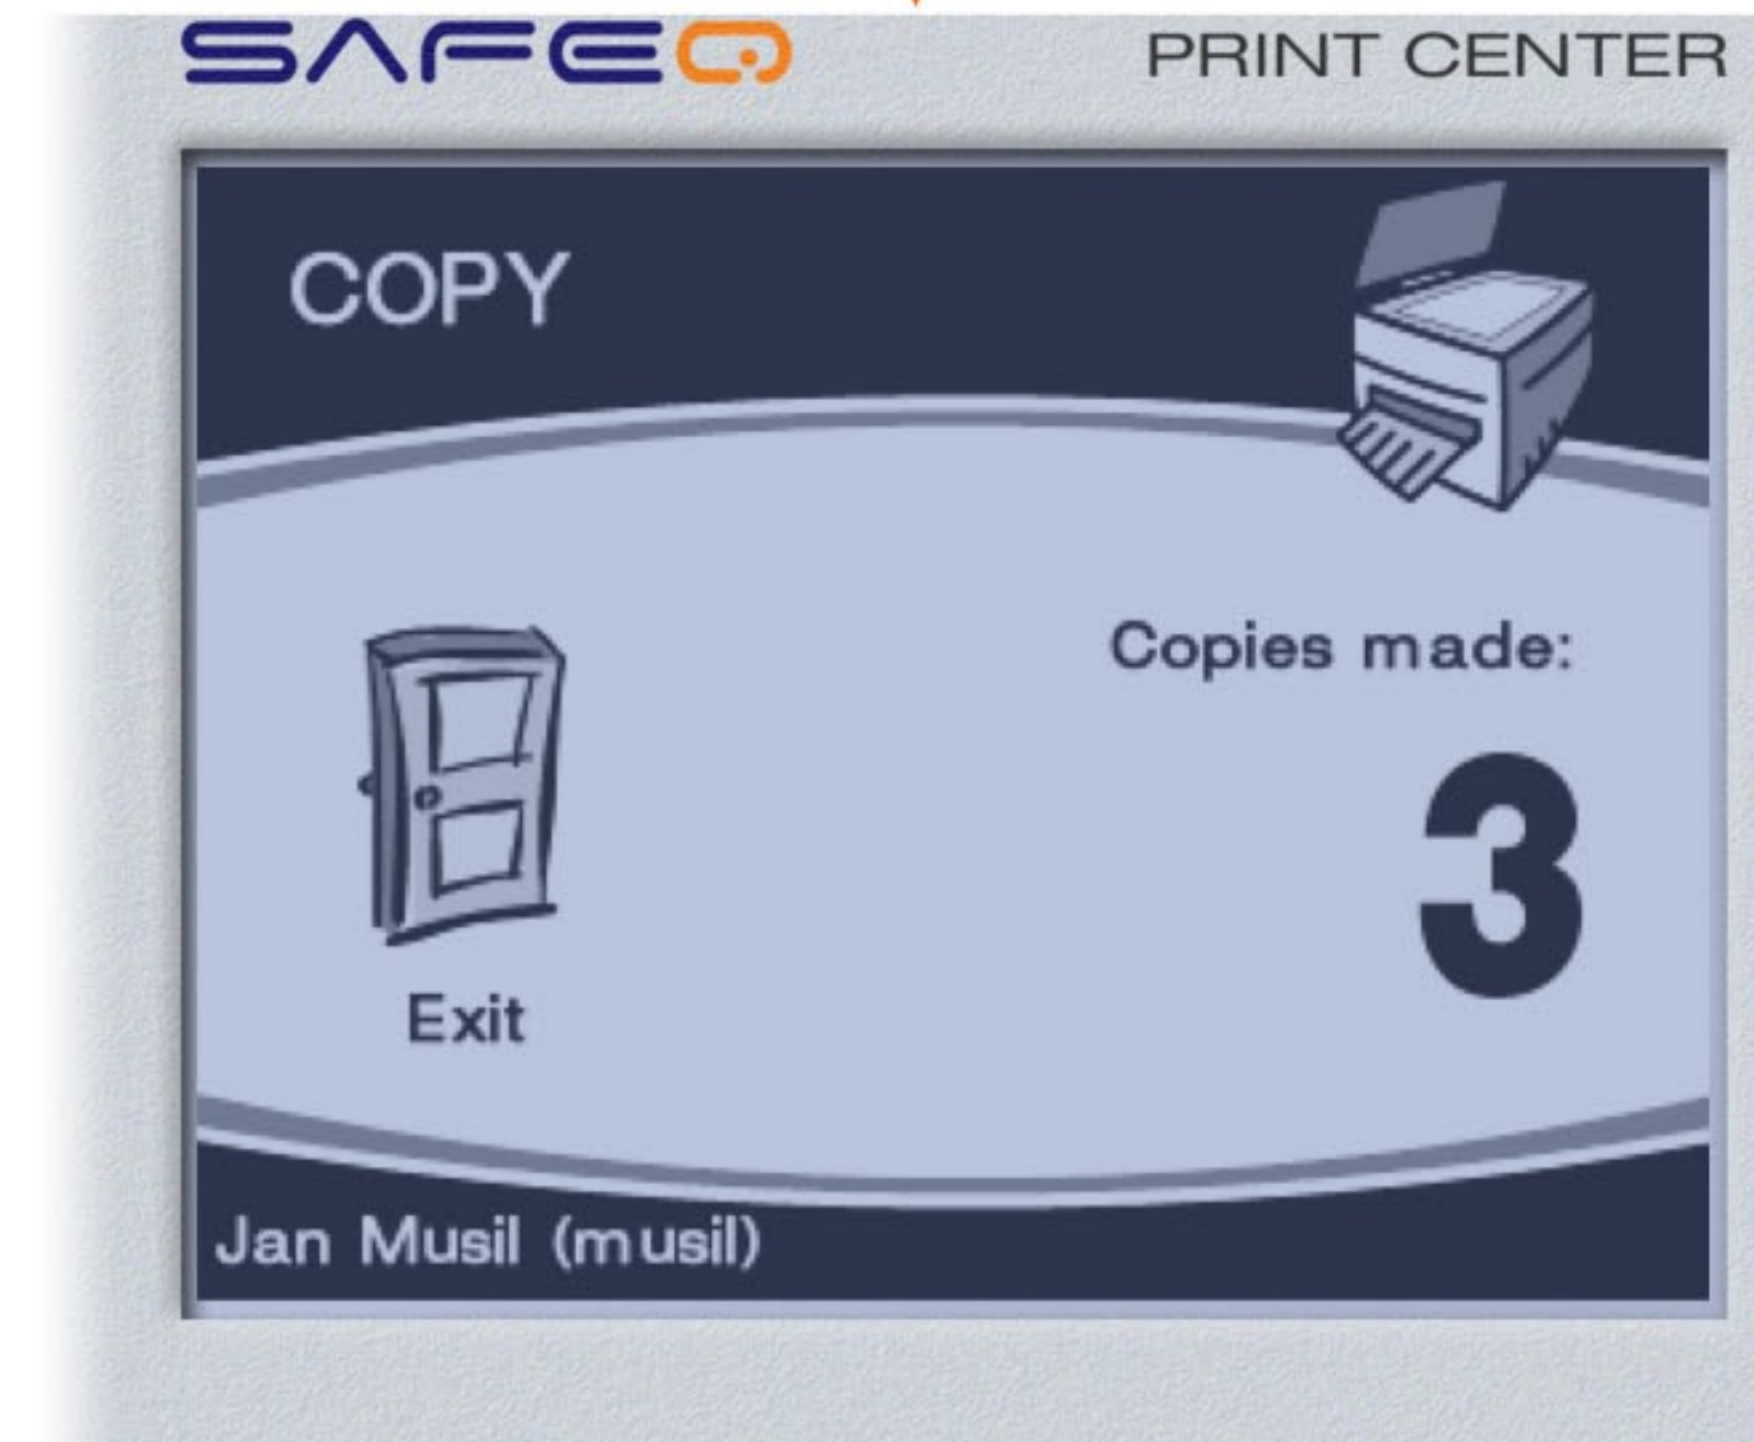 SAFEQ
PRINT CENTER
COPY
Copies made:
3
Exit
Jan Musil (musil)